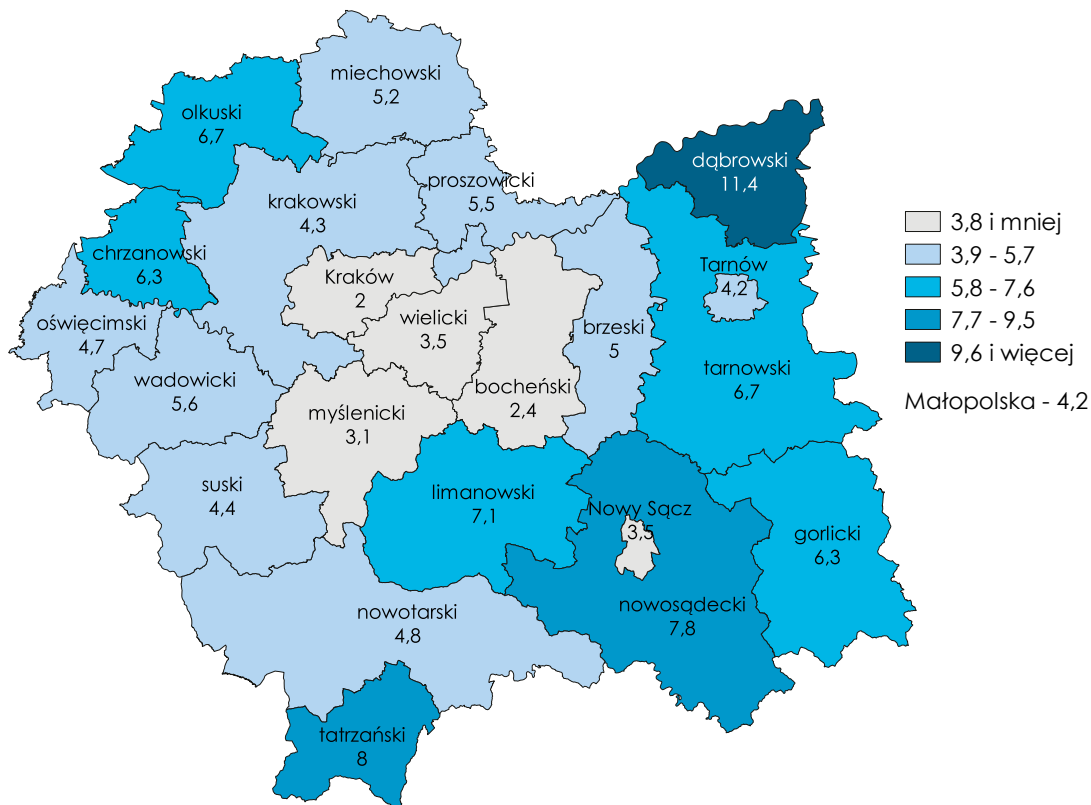 miechowski
5,2
olkuski
6,7
dąbrowski
11,4
proszowicki
5,5
krakowski
4,3
chrzanowski
6,3
Kraków
2
Tarnów
4,2
wielicki
3,5
oświęcimski
4,7
brzeski
5
wadowicki
5,6
bocheński
2,4
tarnowski
6,7
myślenicki
3,1
suski
4,4
limanowski
7,1
Nowy Sącz
3,5
gorlicki
6,3
nowosądecki
7,8
nowotarski
4,8
tatrzański
8
3,8 i mniej
3,9 - 5,7
5,8 - 7,6
7,7 - 9,5
9,6 i więcej
Małopolska - 4,2